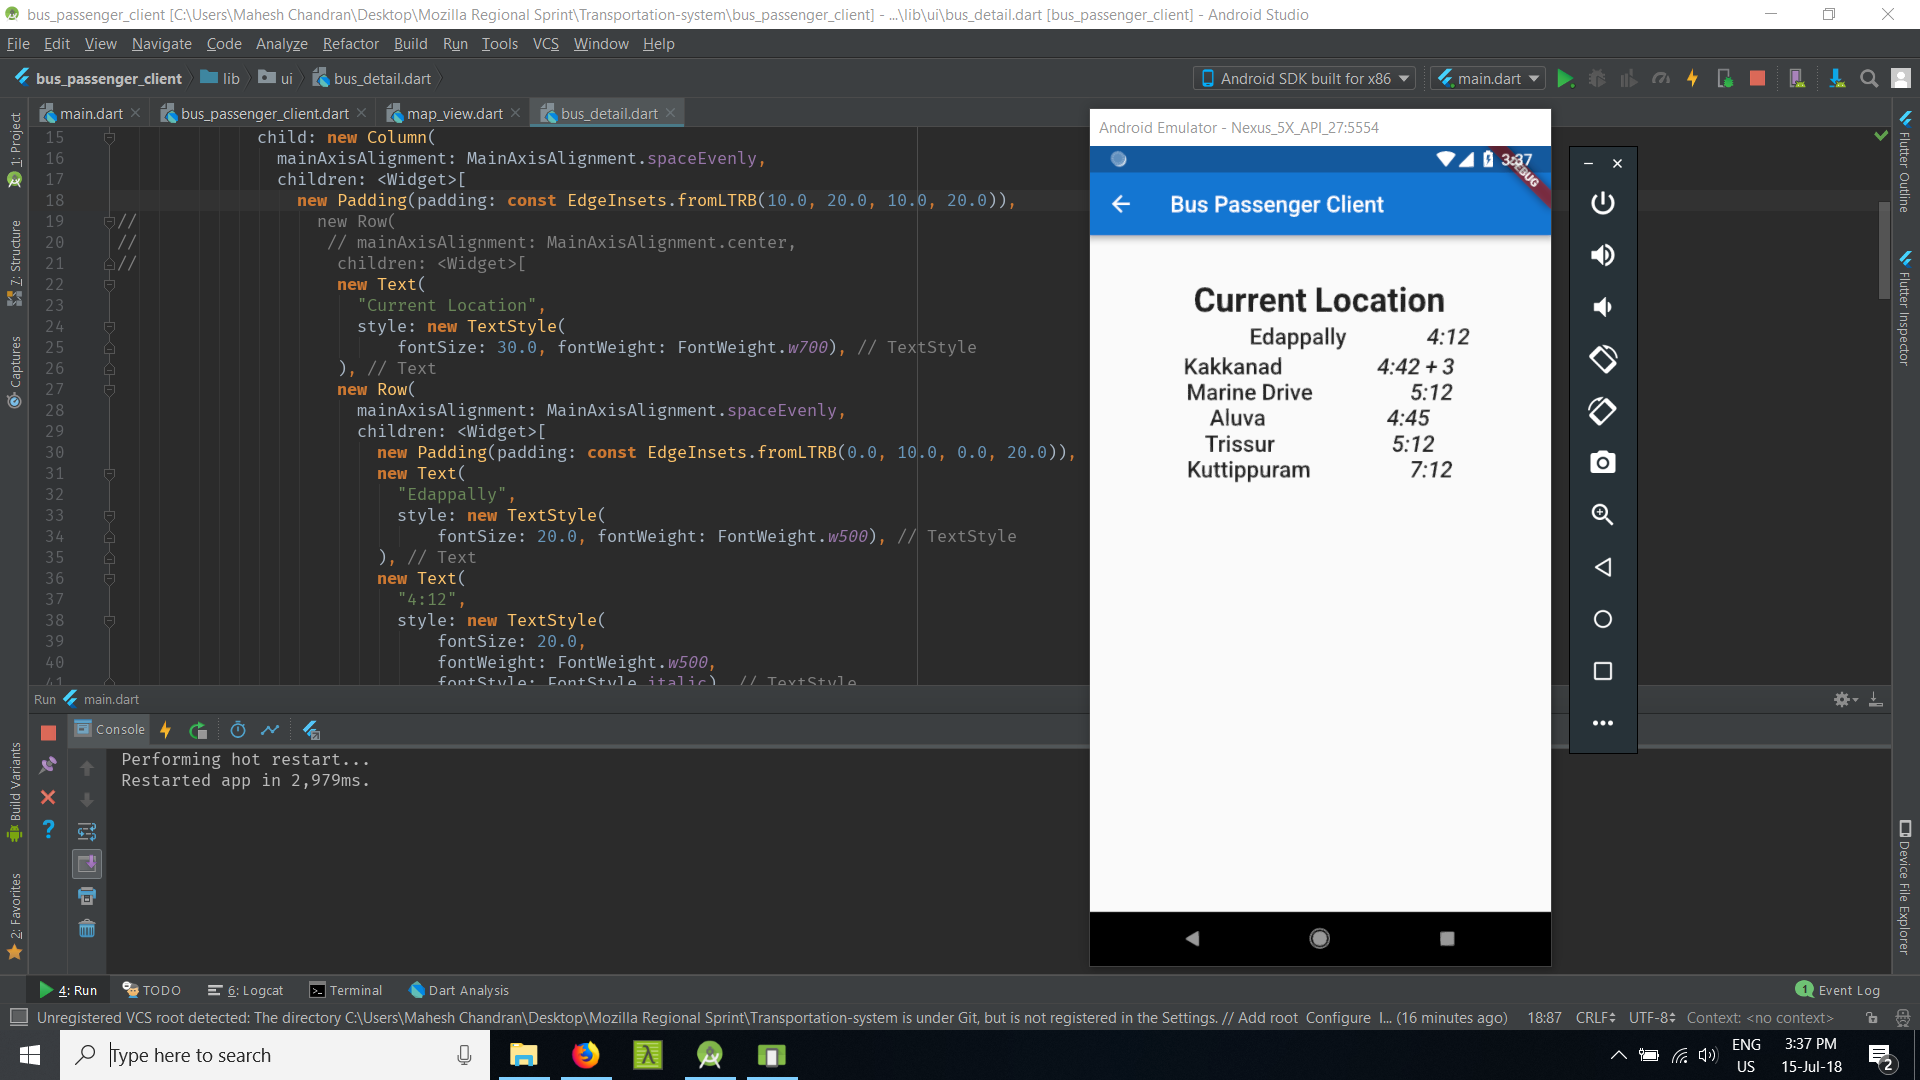 bus_passenger_client [C:\Users\Mahesh Chandran\Desktop\Mozilla Regional Sprint\Transportation-system\bus_passenger_client] - ...\lib\ui\bus_detail.dart [bus_passenger_client] - Android Studio
File Edit View Navigate Code Analyze Refactor Build Run Tools VCS Window Help
bus_passenger_client lib ui bus_detail.dart Android SDK built for x86 main.dart
main.dart bus_passenger_client.dart map_view.dart bus_detail.dart
15 child: new Column(
16 mainAxisAlignment: MainAxisAlignment.spaceEvenly,
17 children: <Widget>[
18 new Padding(padding: const EdgeInsets.fromLTRB(10.0, 20.0, 10.0, 20.0)),
19 // new Row(
20 // // mainAxisAlignment: MainAxisAlignment.center,
21 // children: <Widget>[
22 new Text(
23 "Current Location",
24 style: new TextStyle(
25 fontSize: 30.0, fontWeight: FontWeight.w700), // TextStyle
26 ), // Text
27 new Row(
28 mainAxisAlignment: MainAxisAlignment.spaceEvenly,
29 children: <Widget>[
30 new Padding(padding: const EdgeInsets.fromLTRB(0.0, 10.0, 0.0, 20.0)),
31 new Text(
32 "Edappally",
33 style: new TextStyle(
34 fontSize: 20.0, fontWeight: FontWeight.w500), // TextStyle
35 ), // Text
36 new Text(
37 "4:12",
38 style: new TextStyle(
39 fontSize: 20.0,
40 fontWeight: FontWeight.w500,
41 fontStyle: FontStyle.italic), // TextStyle
1: Project
7: Structure
Captures
Build Variants
2: Favorites
Android Emulator - Nexus_5X_API_27:5554
3:37
DEBUG
Bus Passenger Client
Current Location
Edappally 4:12
Kakkanad 4:42 + 3
Marine Drive 5:12
Aluva 4:45
Trissur 5:12
Kuttippuram 7:12
Flutter Outline
Flutter Inspector
Device File Explorer
Run main.dart
Console
Performing hot restart...
Restarted app in 2,979ms.
4: Run TODO 6: Logcat Terminal Dart Analysis 1 Event Log
Unregistered VCS root detected: The directory C:\Users\Mahesh Chandran\Desktop\Mozilla Regional Sprint\Transportation-system is under Git, but is not registered in the Settings. // Add root Configure I... (16 minutes ago) 18:87 CRLF UTF-8 Context: <no context>
Type here to search
ENG
US
3:37 PM
15-Jul-18
2